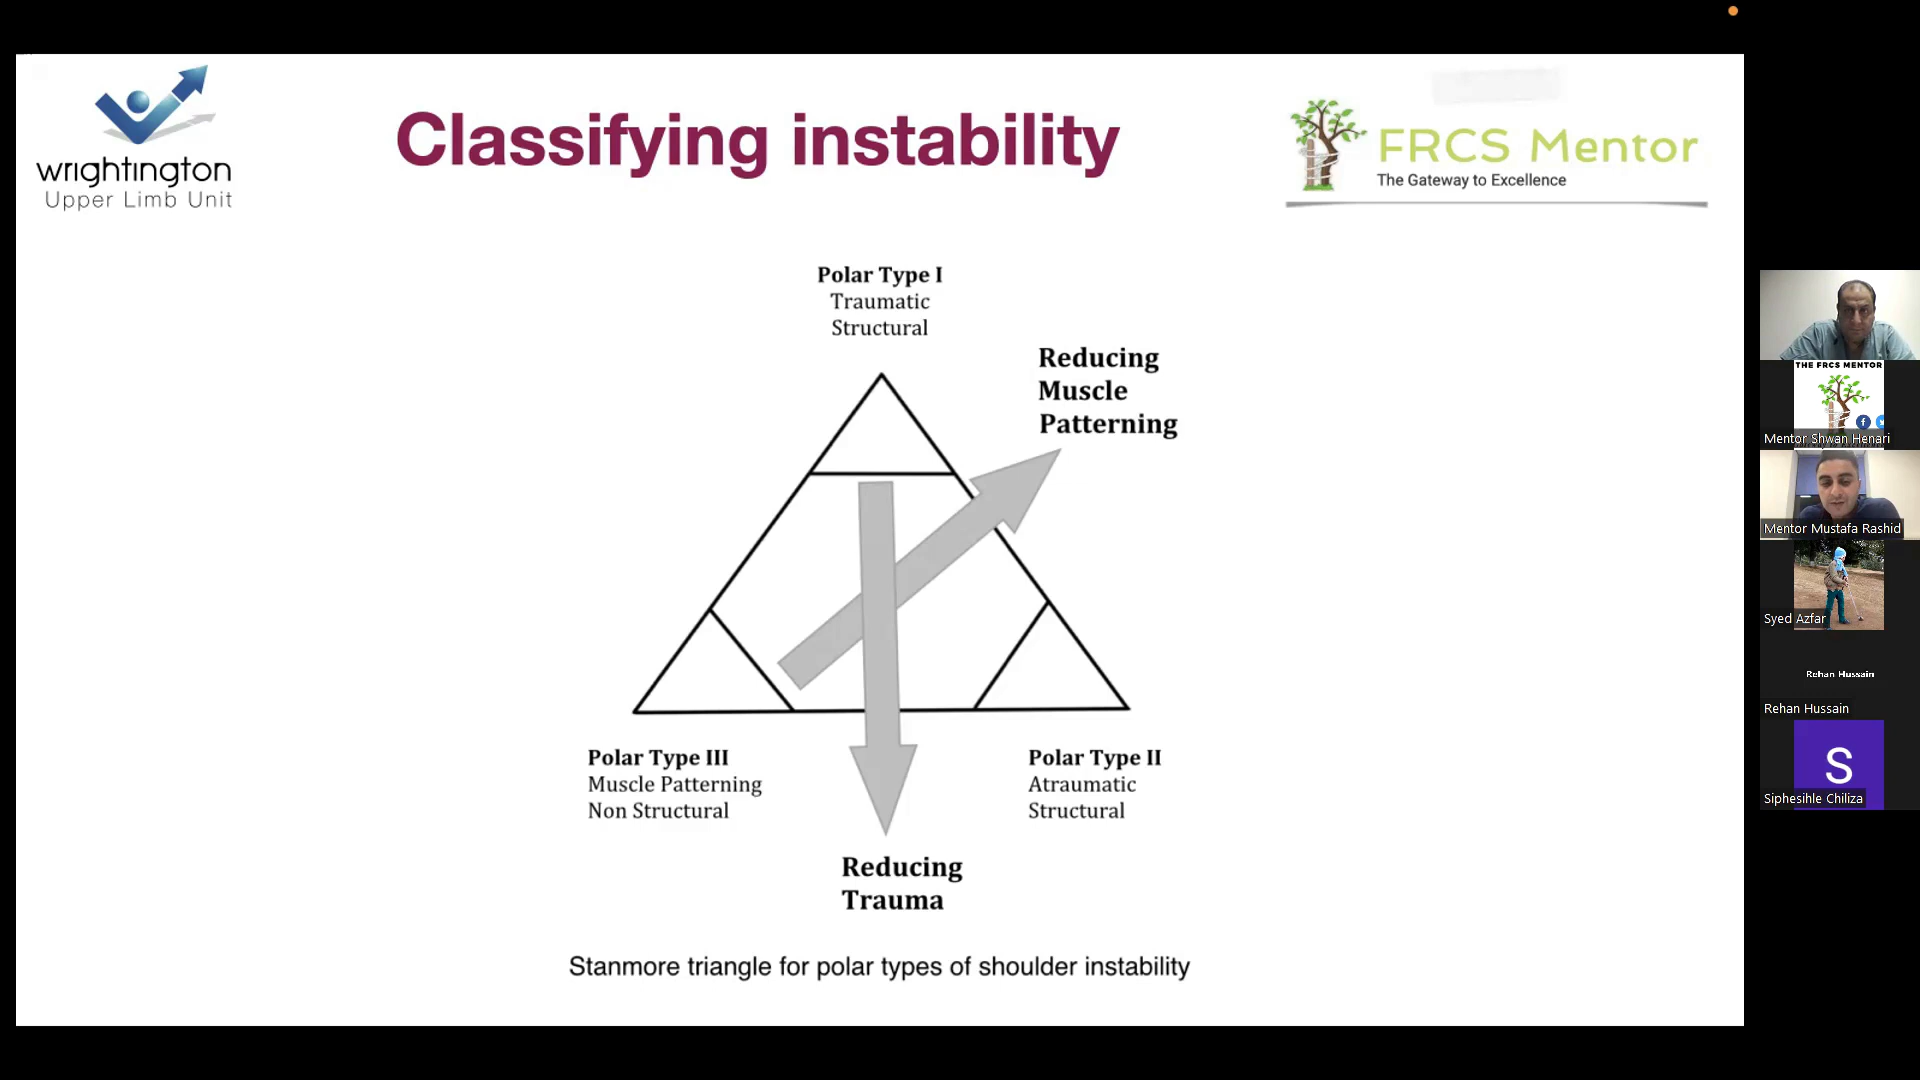 wrightington
Upper Limb Unit
Classifying instability
FRCS Mentor
The Gateway to Excellence
Polar Type I
Traumatic
Structural
Reducing
Muscle
Patterning
Polar Type III
Muscle Patterning
Non Structural
Polar Type II
Atraumatic
Structural
Reducing
Trauma
Stanmore triangle for polar types of shoulder instability
THE FRCS MENTOR
f
Mentor Shwan Henari
Mentor Mustafa Rashid
Syed Azfar
Rehan Hussain
Rehan Hussain
S
Siphesihle Chiliza